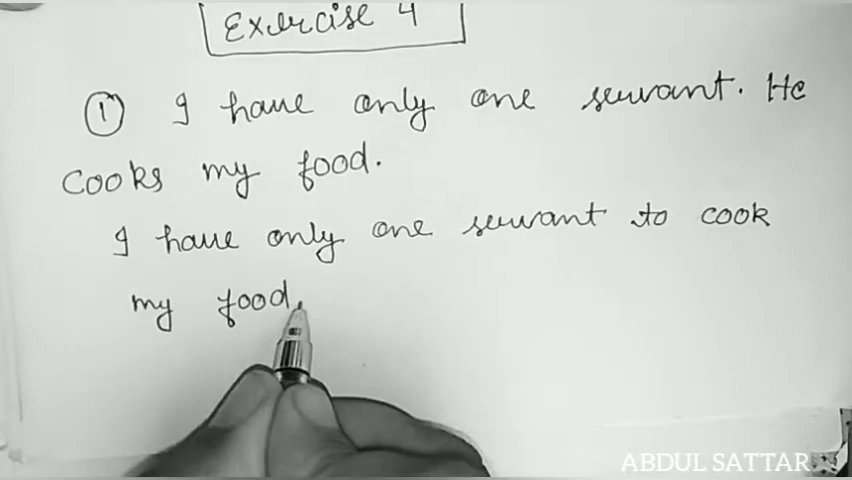 Exercise 4
① I have only one servant. He
cooks my food.
I have only one servant to cook
my food.
ABDUL SATTAR